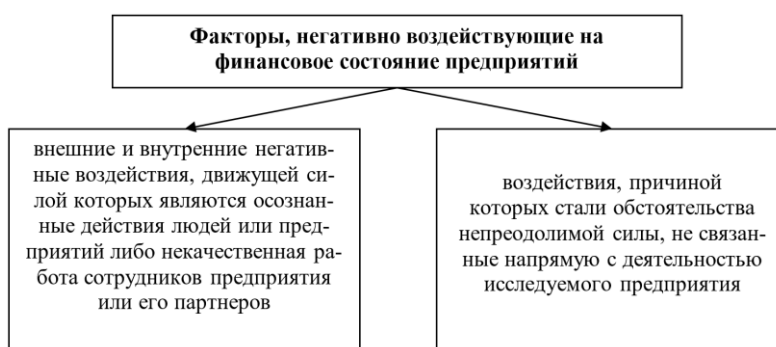 Факторы, негативно воздействующие на
финансовое состояние предприятий
внешние и внутренние негатив-
ные воздействия, движущей си-
лой которых являются осознан-
ные действия людей или пред-
приятий либо некачественная ра-
бота сотрудников предприятия
или его партнеров
воздействия, причиной
которых стали обстоятельства
непреодолимой силы, не связан-
ные напрямую с деятельностью
исследуемого предприятия